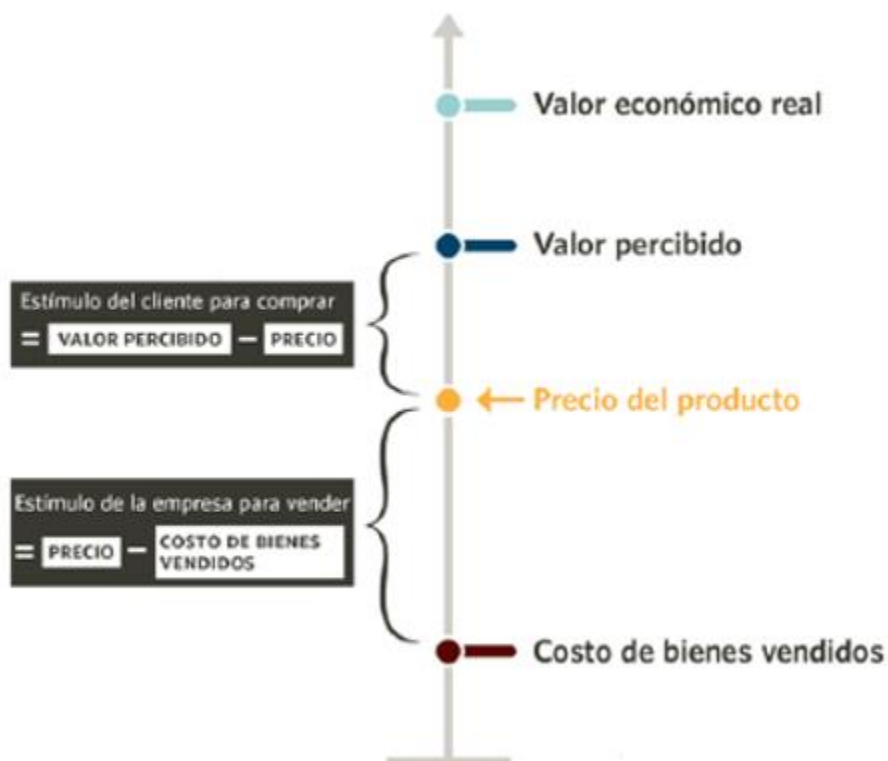 Valor económico real
Valor percibido
Estímulo del cliente para comprar
= VALOR PERCIBIDO – PRECIO
Precio del producto
Estímulo de la empresa para vender
= PRECIO – COSTO DE BIENES
VENDIDOS
Costo de bienes vendidos